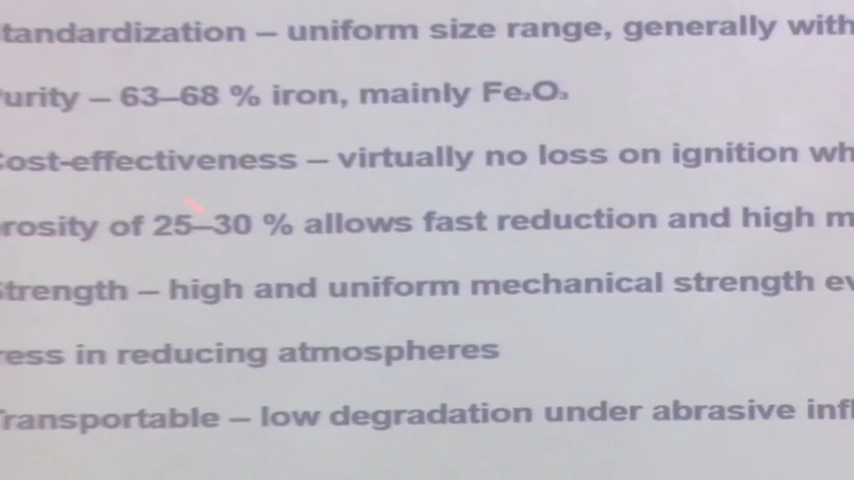 tandardization – uniform size range, generally with
urity – 63–68 % iron, mainly Fe₂O₃
ost-effectiveness – virtually no loss on ignition wh
rosity of 25–30 % allows fast reduction and high m
trength – high and uniform mechanical strength ev
ress in reducing atmospheres
ransportable – low degradation under abrasive infl